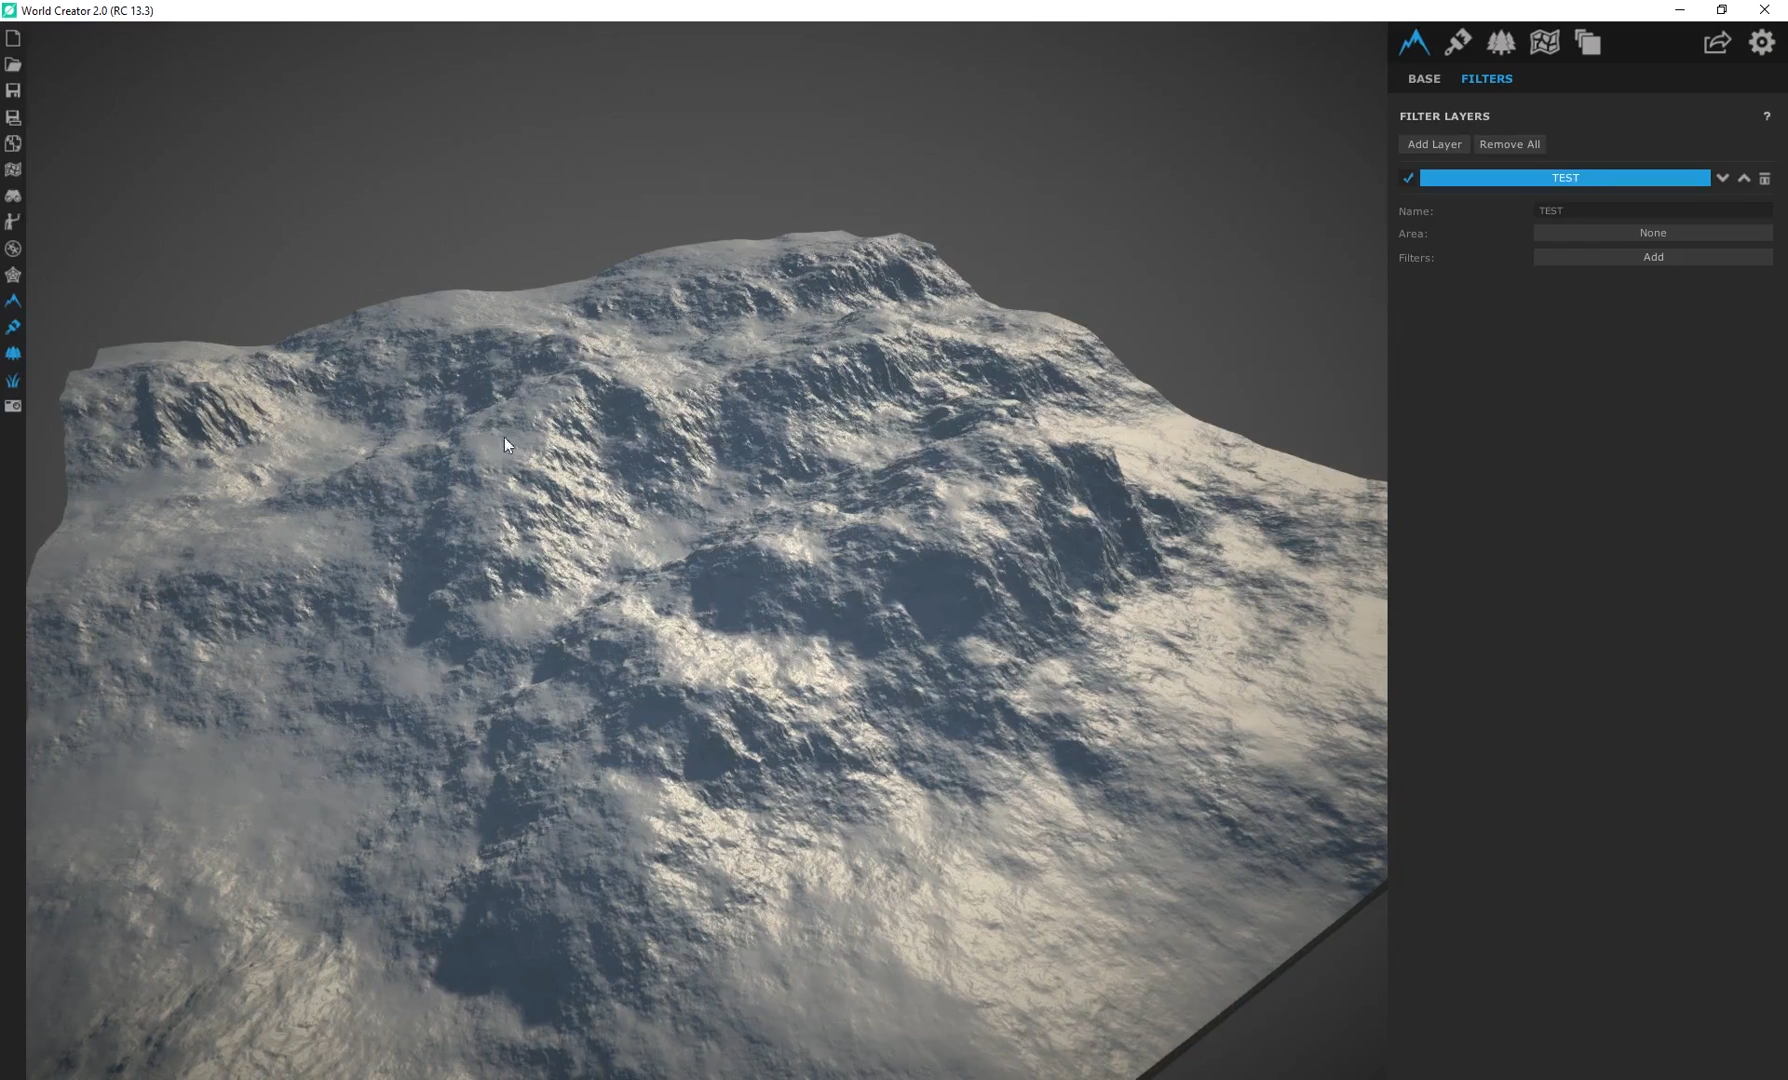 World Creator 2.0 (RC 13.3)
BASE FILTERS
FILTER LAYERS ?
Add Layer Remove All
TEST
Name: TEST
Area: None
Filters: Add